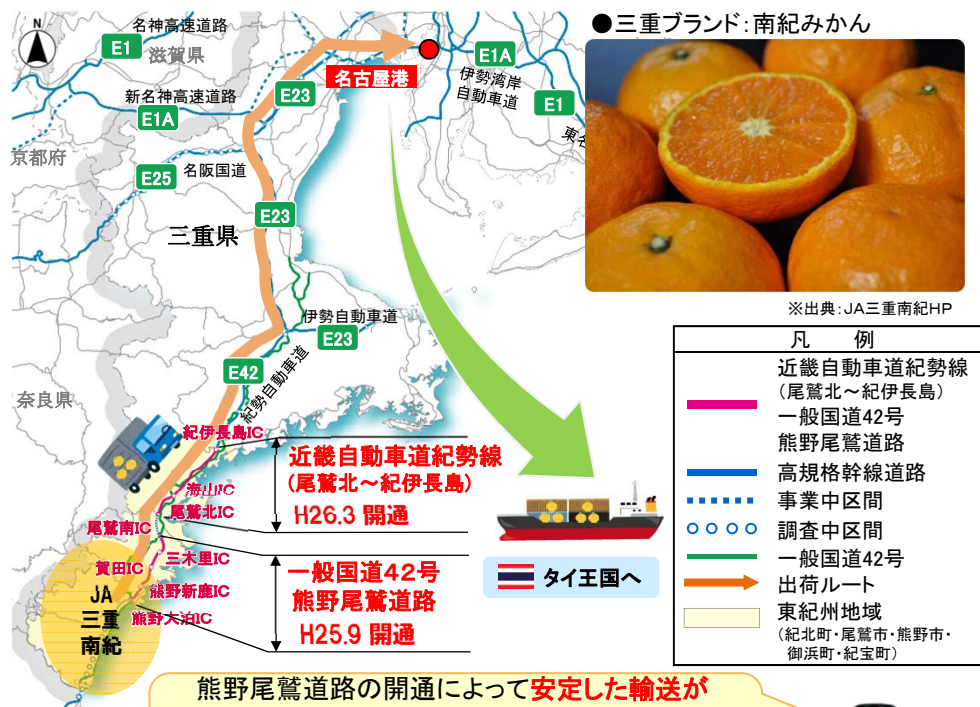 N
名神高速道路
E1
滋賀県
新名神高速道路
E1A
京都府
名阪国道
E25
E23
名古屋港
E1A
伊勢湾岸
自動車道
E1
東名
E23
三重県
伊勢自動車道
E23
E42
紀勢自動車道
奈良県
紀伊長島IC
海山IC
尾鷲北IC
尾鷲南IC
三木里IC
賀田IC
熊野新鹿IC
熊野大泊IC
JA
三重
南紀
近畿自動車道紀勢線
(尾鷲北～紀伊長島)
H26.3 開通
一般国道42号
熊野尾鷲道路
H25.9 開通
タイ王国へ
●三重ブランド:南紀みかん
※出典:JA三重南紀HP
凡　例
近畿自動車道紀勢線
(尾鷲北～紀伊長島)
一般国道42号
熊野尾鷲道路
高規格幹線道路
事業中区間
調査中区間
一般国道42号
出荷ルート
東紀州地域
(紀北町・尾鷲市・熊野市・
御浜町・紀宝町)
熊野尾鷲道路の開通によって安定した輸送が